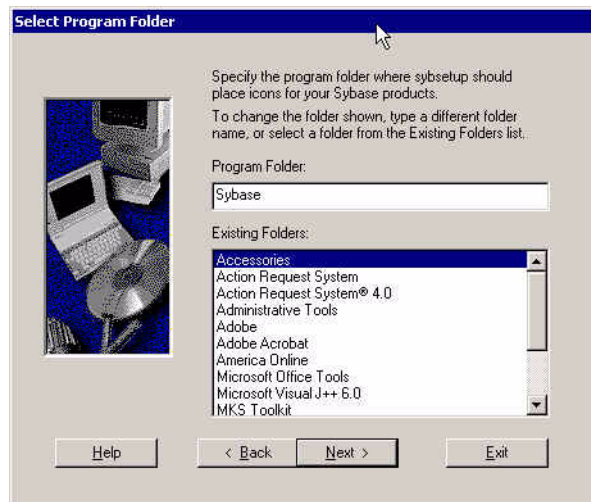 Select Program Folder
Specify the program folder where sybsetup should
place icons for your Sybase products.
To change the folder shown, type a different folder
name, or select a folder from the Existing Folders list.
Program Folder:
Sybase
Existing Folders:
Accessories
Action Request System
Action Request System® 4.0
Administrative Tools
Adobe
Adobe Acrobat
America Online
Microsoft Office Tools
Microsoft Visual J++ 6.0
MKS Toolkit
Help
< Back
Next >
Exit